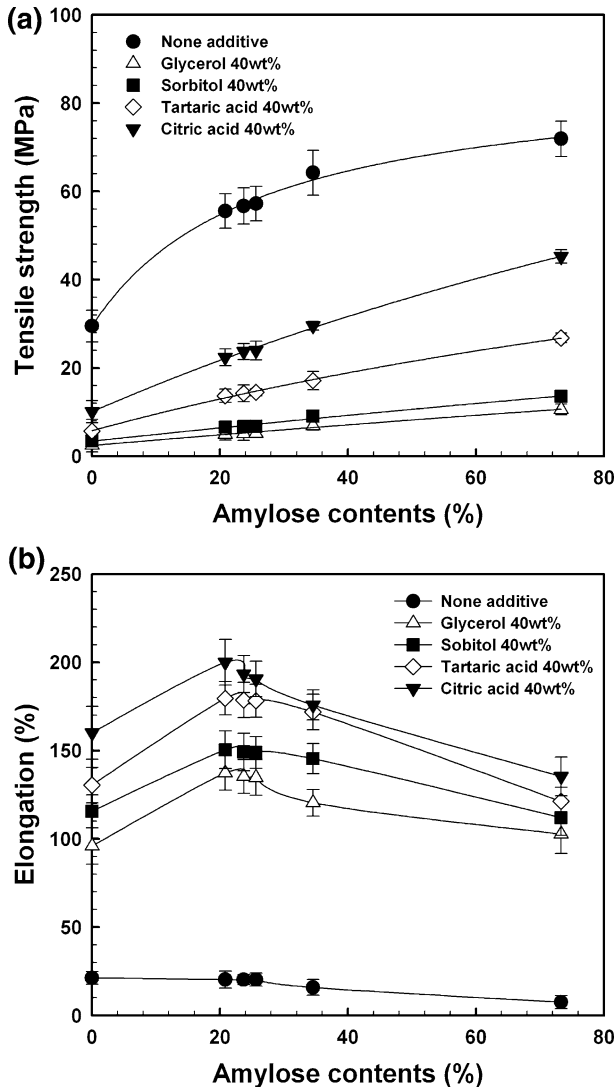 (a)
100
80
60
40
20
0
Tensile strength (MPa)
None additive
Glycerol 40wt%
Sorbitol 40wt%
Tartaric acid 40wt%
Citric acid 40wt%
0 20 40 60 80
Amylose contents (%)
(b)
250
200
150
100
50
0
Elongation (%)
None additive
Glycerol 40wt%
Sobitol 40wt%
Tartaric acid 40wt%
Citric acid 40wt%
0 20 40 60 80
Amylose contents (%)